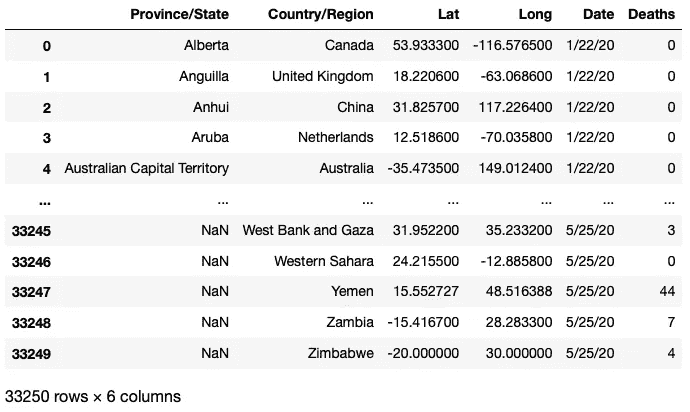 Province/State Country/Region Lat Long Date Deaths
0 Alberta Canada 53.933300 -116.576500 1/22/20 0
1 Anguilla United Kingdom 18.220600 -63.068600 1/22/20 0
2 Anhui China 31.825700 117.226400 1/22/20 0
3 Aruba Netherlands 12.518600 -70.035800 1/22/20 0
4 Australian Capital Territory Australia -35.473500 149.012400 1/22/20 0
... ... ... ... ... ... ...
33245 NaN West Bank and Gaza 31.952200 35.233200 5/25/20 3
33246 NaN Western Sahara 24.215500 -12.885800 5/25/20 0
33247 NaN Yemen 15.552727 48.516388 5/25/20 44
33248 NaN Zambia -15.416700 28.283300 5/25/20 7
33249 NaN Zimbabwe -20.000000 30.000000 5/25/20 4
33250 rows × 6 columns